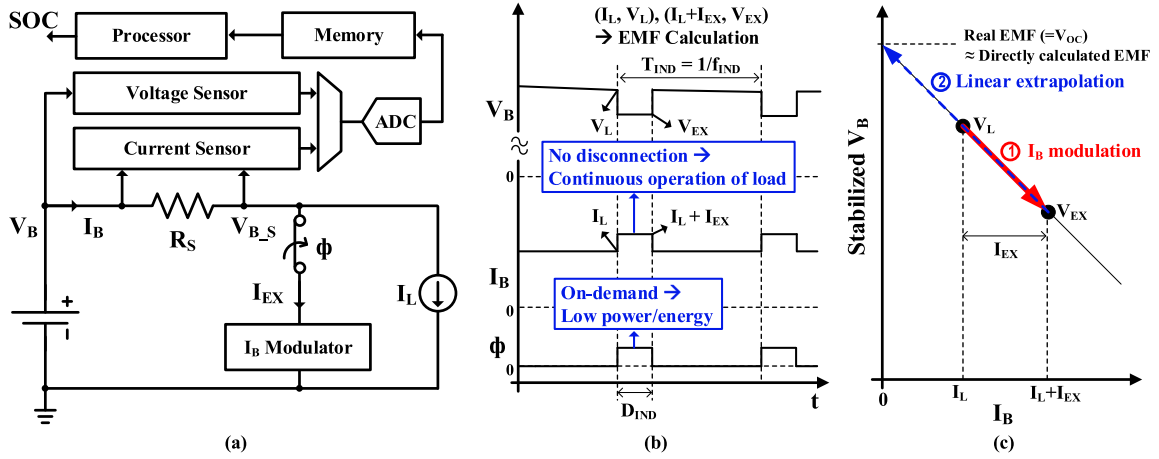 SOC
Processor
Memory
Voltage Sensor
Current Sensor
ADC
V_B
I_B
R_S
V_B_S
ϕ
I_EX
I_L
+
I_B Modulator
(a)
(I_L, V_L), (I_L+I_EX, V_EX)
→ EMF Calculation
T_IND = 1/f_IND
V_B
V_L
V_EX
No disconnection →
Continuous operation of load
0
I_L
I_L + I_EX
I_B
0
On-demand →
Low power/energy
ϕ
0
D_IND
t
(b)
Real EMF (=V_OC)
≈ Directly calculated EMF
② Linear extrapolation
V_L
① I_B modulation
V_EX
I_EX
Stabilized V_B
0
I_L
I_L+I_EX
I_B
(c)